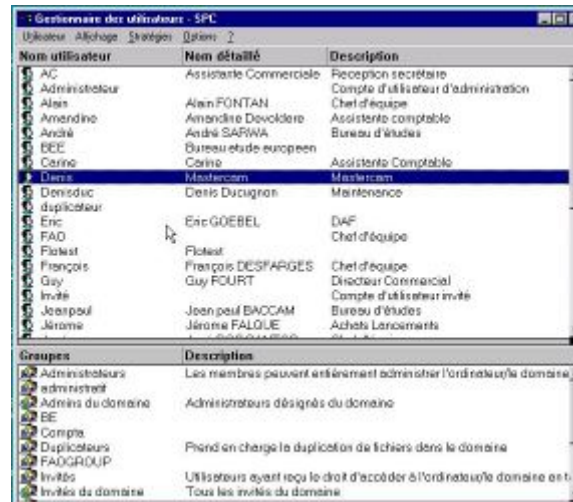 Gestionnaire des utilisateurs - SPC
Utilisateur Affichage Stratégies Options ?
Nom utilisateur Nom détaillé Description
AC Assistante Commerciale Reception secrétaire
Administrateur Compte d'utilisateur d'administration
Alain Alain FONTAN Chef d'équipe
Amandine Amandine Devoldere Assistante comptable
André André SARWA Bureau d'études
BEE Bureau etude europeen
Carine Carine Assistante Comptable
Denis Mastercam Mastercam
Denisduc Denis Ducugnon Maintenance
duplicateur
Eric Eric GOEBEL DAF
FAO Chef d'équipe
Flotest Flotest
François François DESFARGES Chef d'équipe
Guy Guy FOURT Directeur Commercial
Invité Compte d'utilisateur invité
Jeanpaul Jean paul BACCAM Bureau d'études
Jérome Jérome FALQUE Achats Lancements
Groupes Description
Administrateurs Les membres peuvent entièrement administrer l'ordinateur/le domaine
administratif
Admins du domaine Administrateurs désignés du domaine
BE
Compta
Duplicateurs Prend en charge la duplication de fichiers dans le domaine
FAOGROUP
Invités Utilisateurs ayant reçu le droit d'accéder à l'ordinateur/le domaine en t
Invités du domaine Tous les invités du domaine